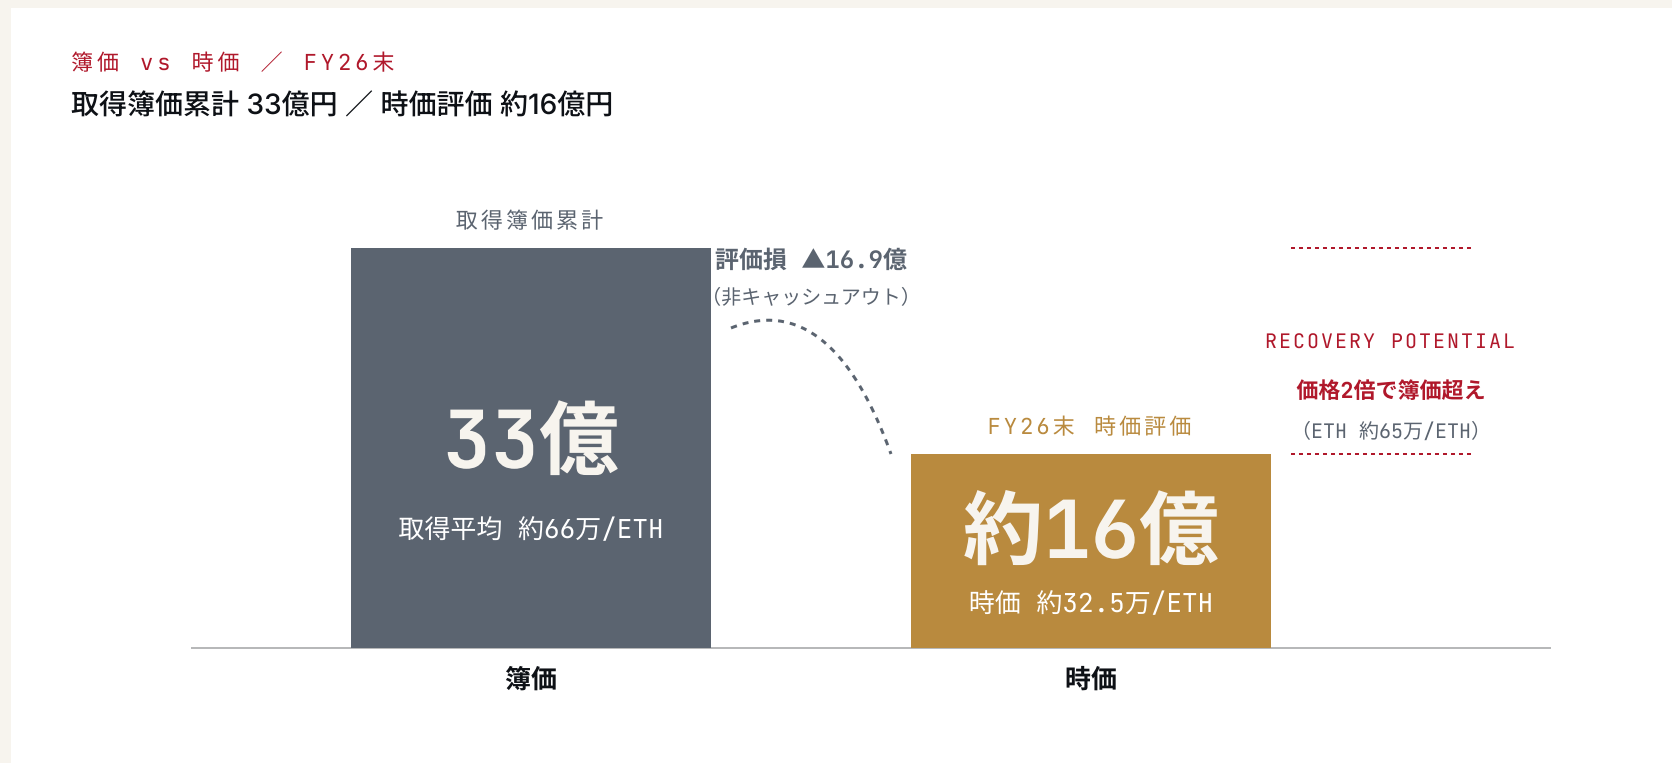 簿価 vs 時価 ／ FY26末
取得簿価累計 33億円 ／ 時価評価 約16億円
取得簿価累計
評価損 ▲16.9億
（非キャッシュアウト）
33億
取得平均 約66万/ETH
FY26末 時価評価
約16億
時価 約32.5万/ETH
RECOVERY POTENTIAL
価格2倍で簿価超え
（ETH 約65万/ETH）
簿価
時価